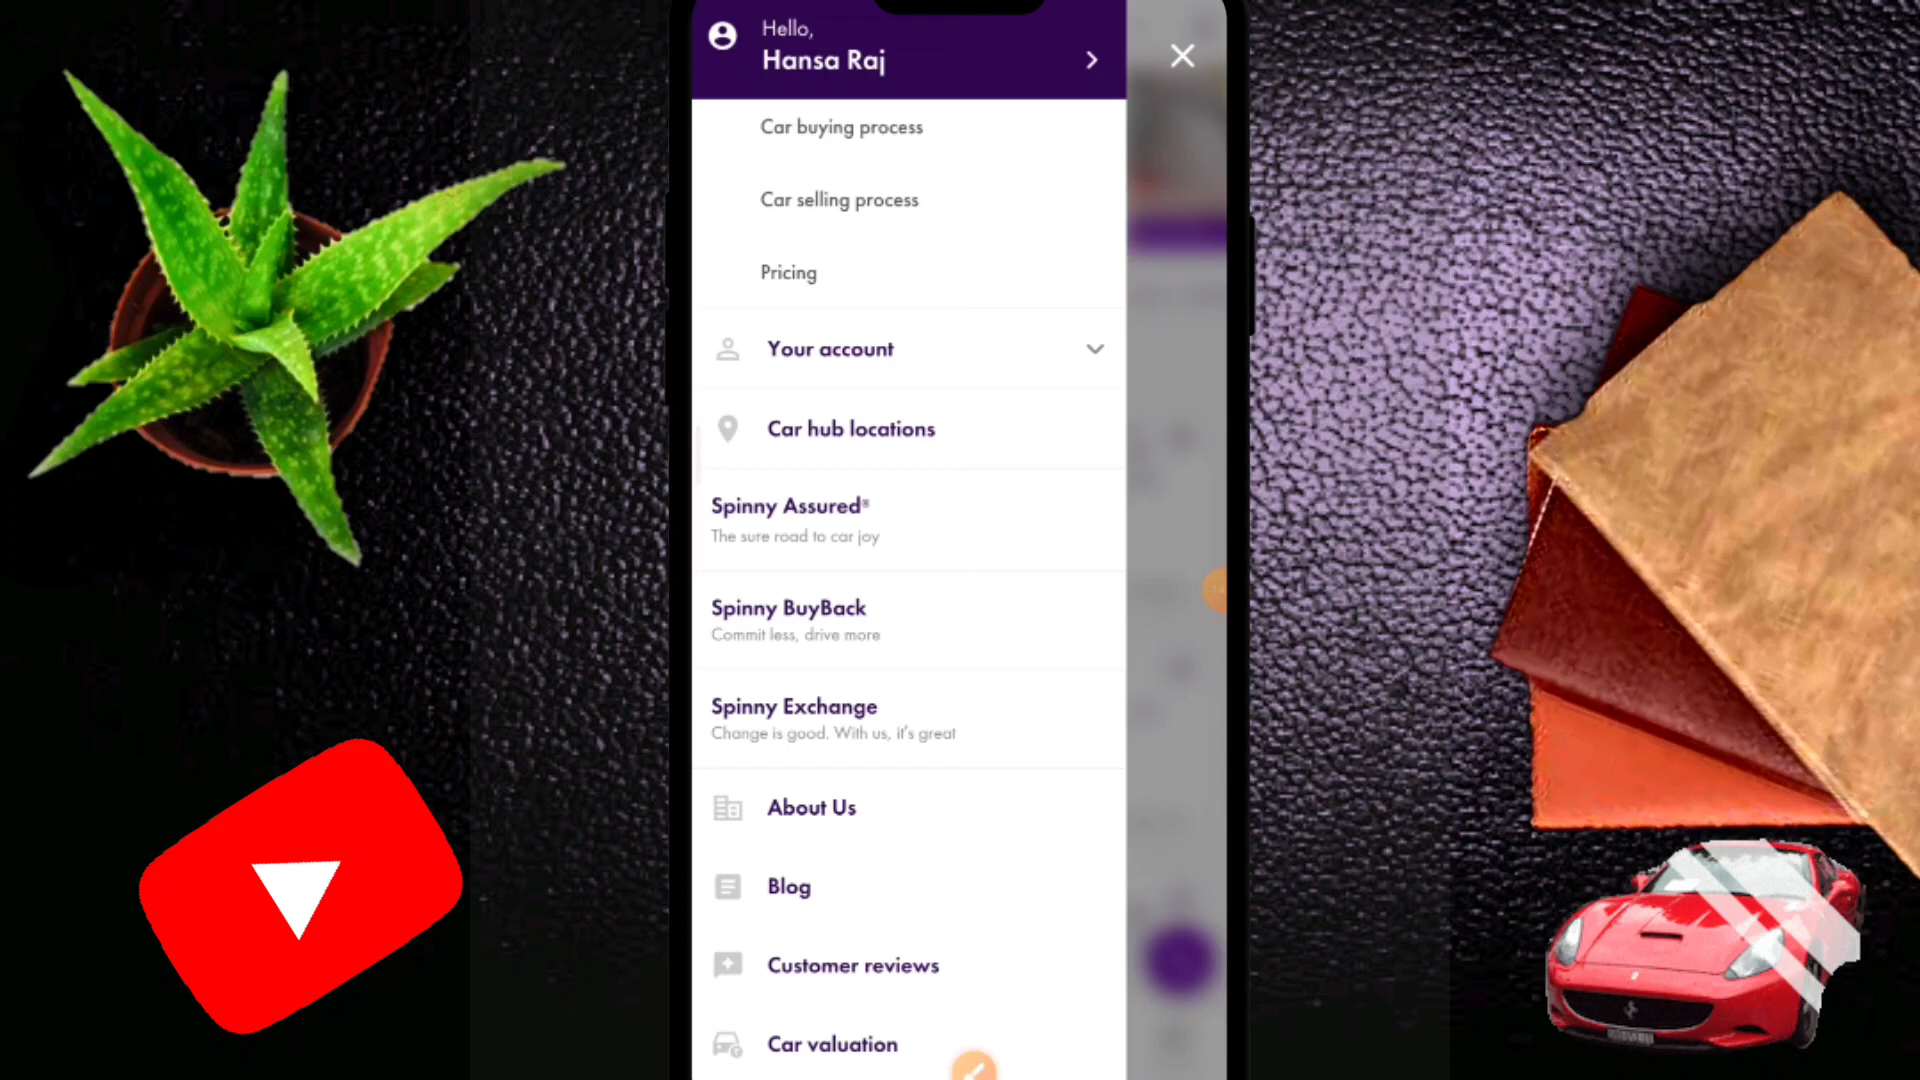 Hello,
Hansa Raj
Car buying process
Car selling process
Pricing
Your account
Car hub locations
Spinny Assured®
The sure road to car joy
Spinny BuyBack
Commit less, drive more
Spinny Exchange
Change is good. With us, it's great
About Us
Blog
Customer reviews
Car valuation